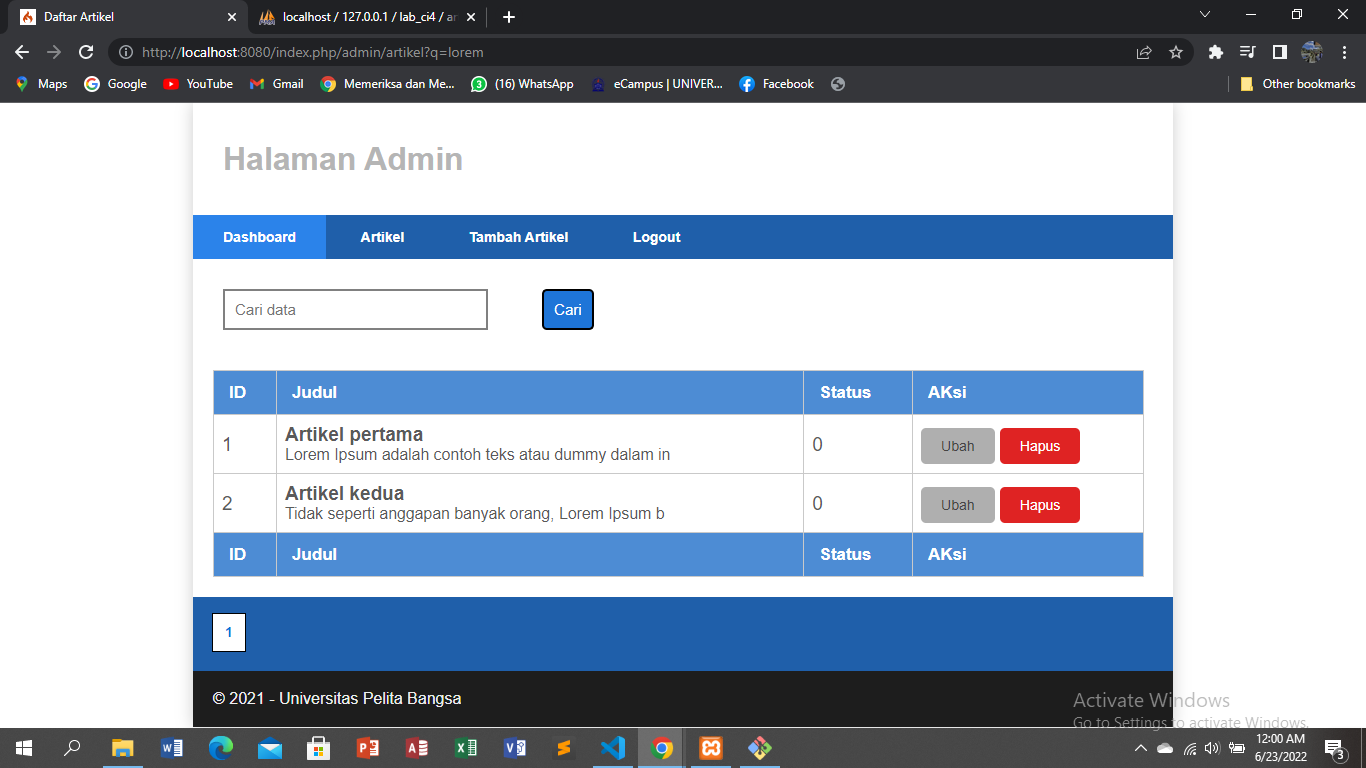 Daftar Artikel
localhost / 127.0.0.1 / lab_ci4 / ar
http://localhost:8080/index.php/admin/artikel?q=lorem
Maps Google YouTube Gmail Memeriksa dan Me... 3 (16) WhatsApp eCampus | UNIVER... Facebook Other bookmarks
Halaman Admin
Dashboard Artikel Tambah Artikel Logout
Cari data Cari
ID Judul Status AKsi
1 Artikel pertama 0 Ubah Hapus
Lorem Ipsum adalah contoh teks atau dummy dalam in
2 Artikel kedua 0 Ubah Hapus
Tidak seperti anggapan banyak orang, Lorem Ipsum b
ID Judul Status AKsi
1
© 2021 - Universitas Pelita Bangsa
Activate Windows
Go to Settings to activate Windows.
12:00 AM
6/23/2022
3